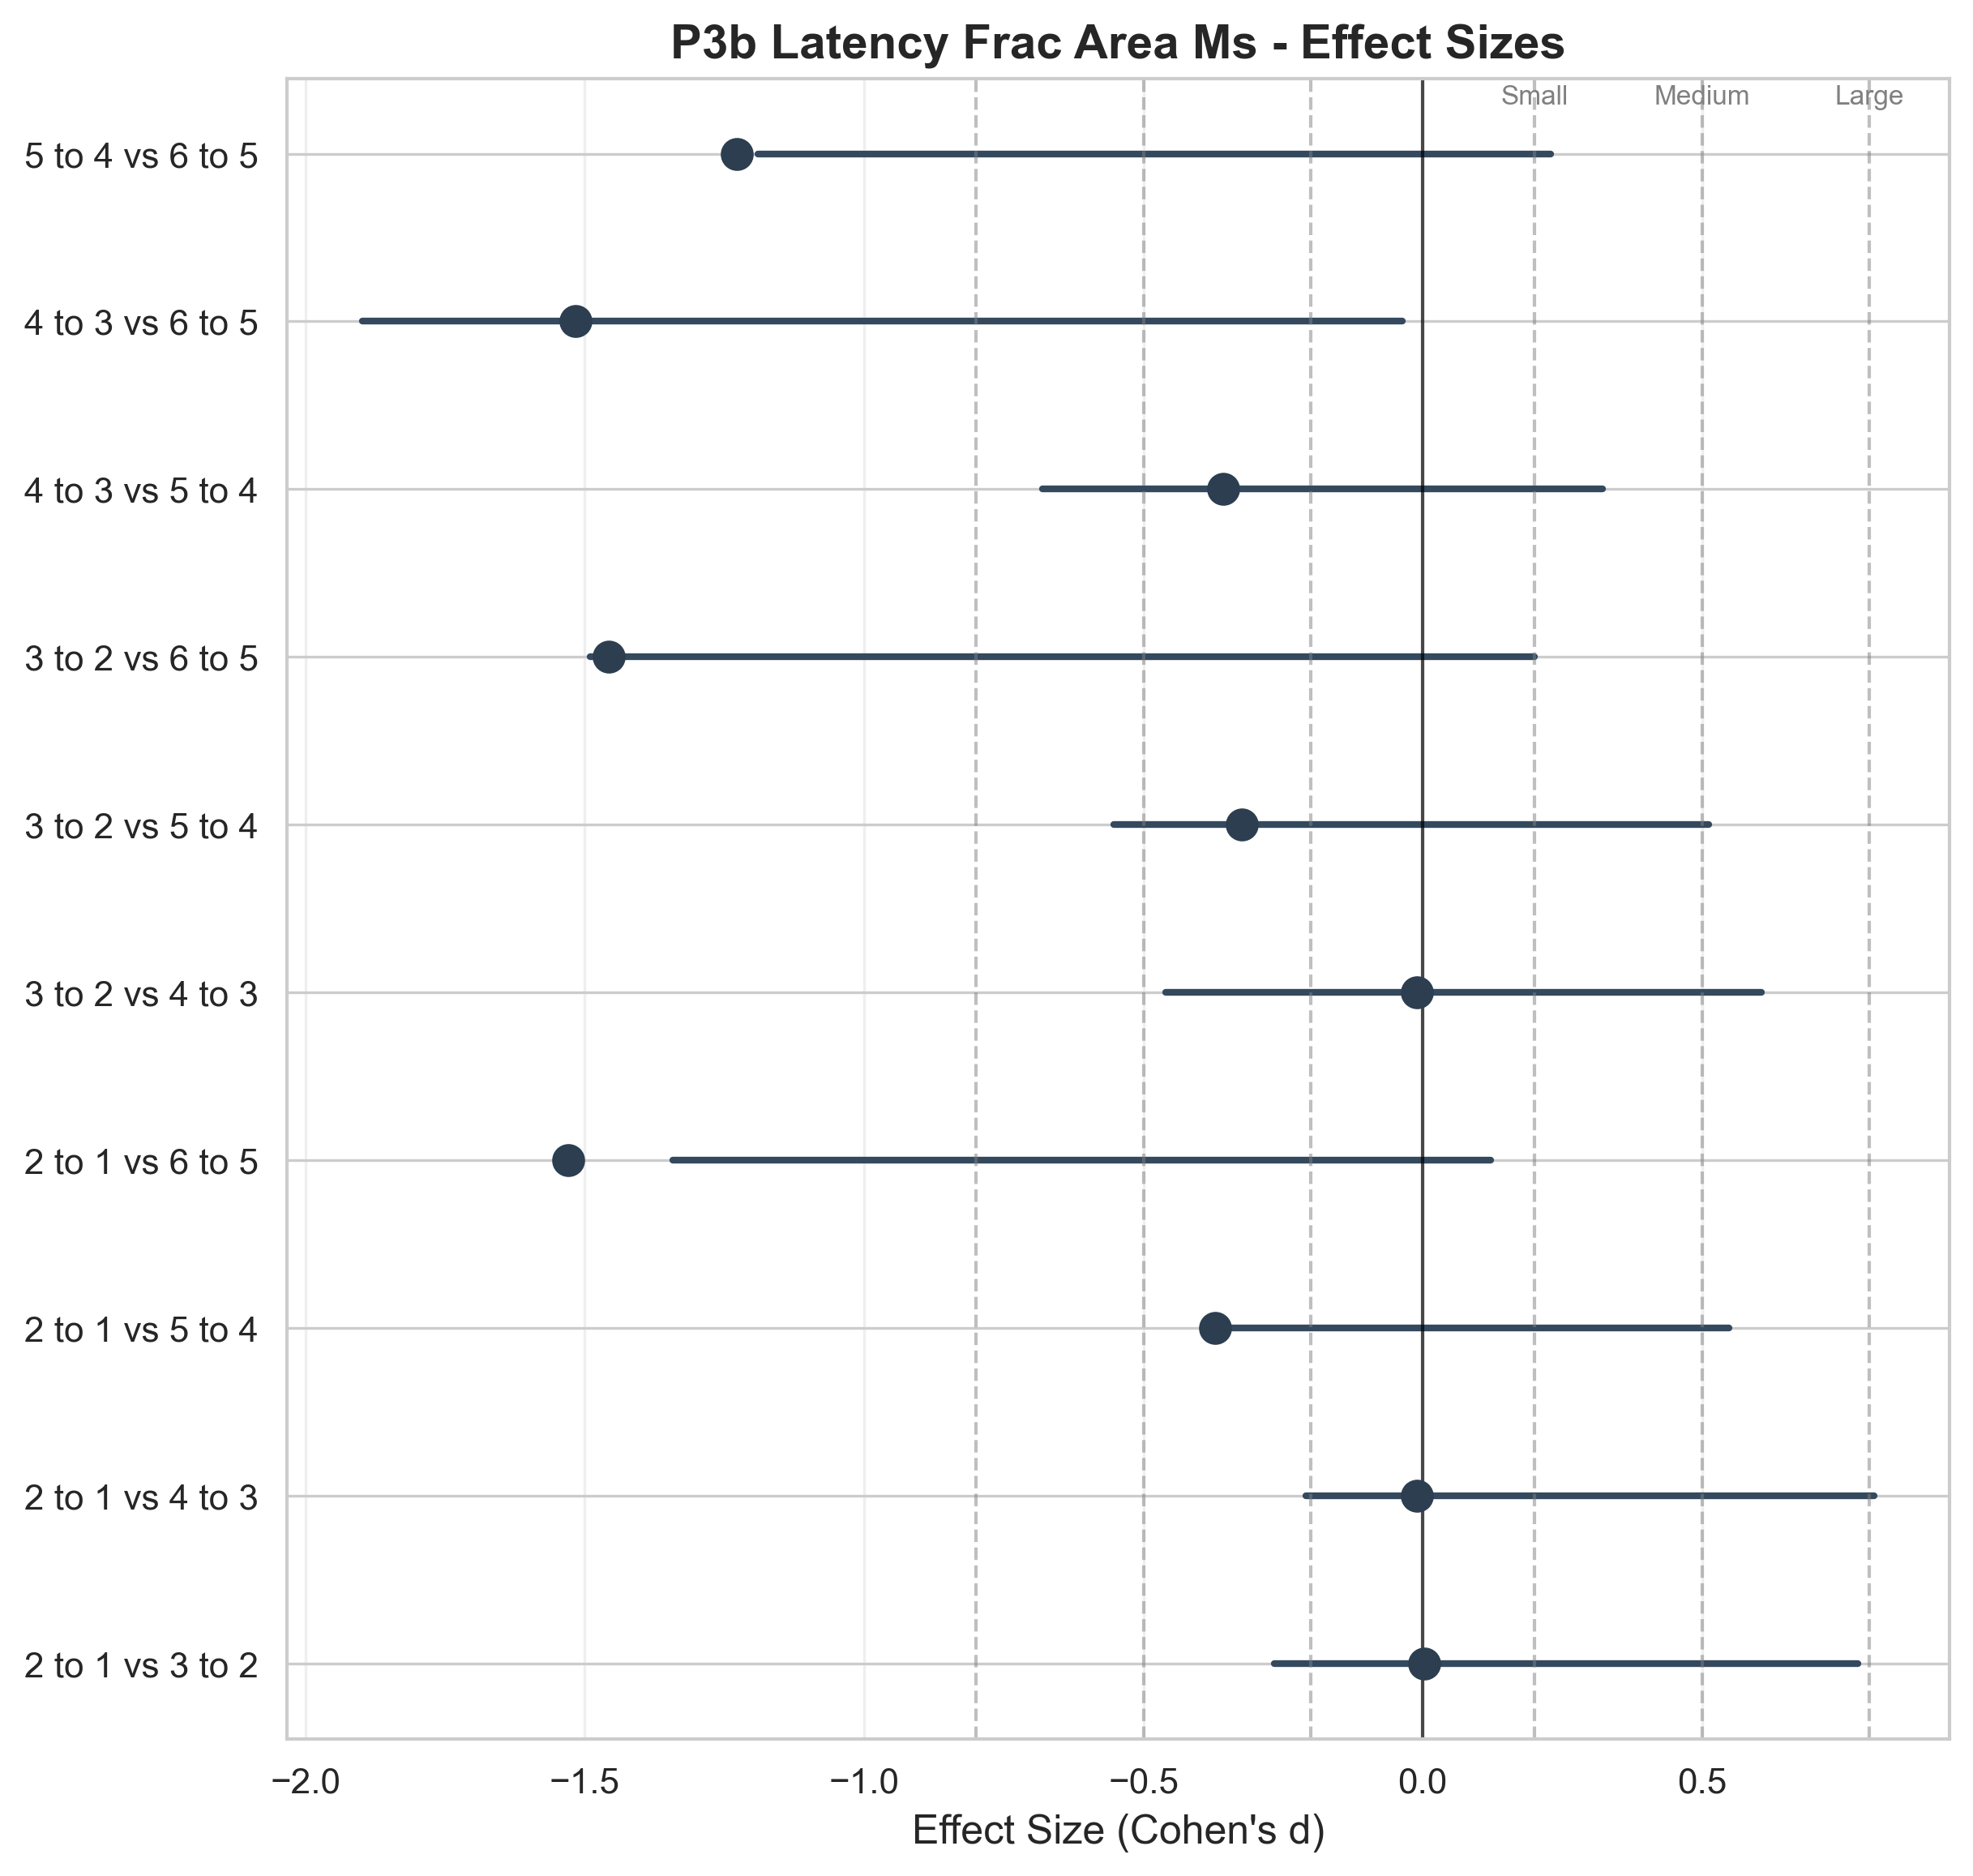 P3b Latency Frac Area Ms - Effect Sizes
Small Medium Large
5 to 4 vs 6 to 5
4 to 3 vs 6 to 5
4 to 3 vs 5 to 4
3 to 2 vs 6 to 5
3 to 2 vs 5 to 4
3 to 2 vs 4 to 3
2 to 1 vs 6 to 5
2 to 1 vs 5 to 4
2 to 1 vs 4 to 3
2 to 1 vs 3 to 2
−2.0 −1.5 −1.0 −0.5 0.0 0.5
Effect Size (Cohen's d)